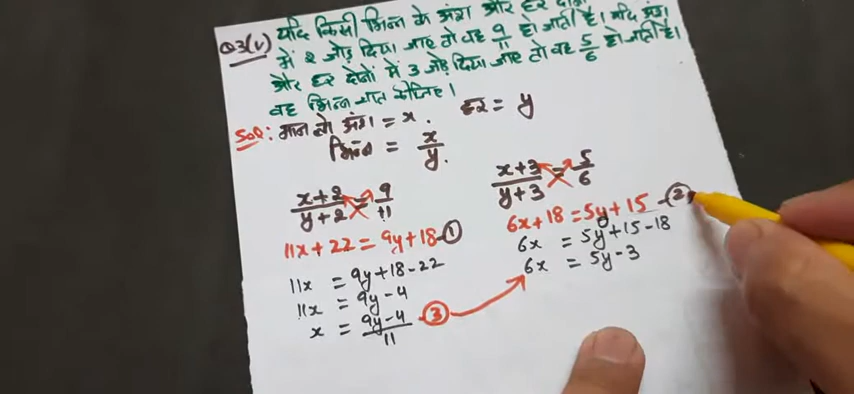 Q3(v) यदि किसी भिन्न के अंश और हर दोनों
में 2 जोड़ दिया जाए तो वह 9/11 हो जाती है। यदि अंश
और हर दोनों में 3 जोड़ दिया जाए तो वह 5/6 हो जाती है।
वह भिन्न ज्ञात कीजिए।
Sol: मान लो अंश = x. हर = y
भिन्न = x/y.
x+2/y+2 = 9/11
11x+22 = 9y+18 - ①
11x = 9y+18-22
11x = 9y-4
x = 9y-4/11 - ③
x+3/y+3 = 5/6
6x+18 = 5y+15 - ②
6x = 5y+15-18
6x = 5y-3